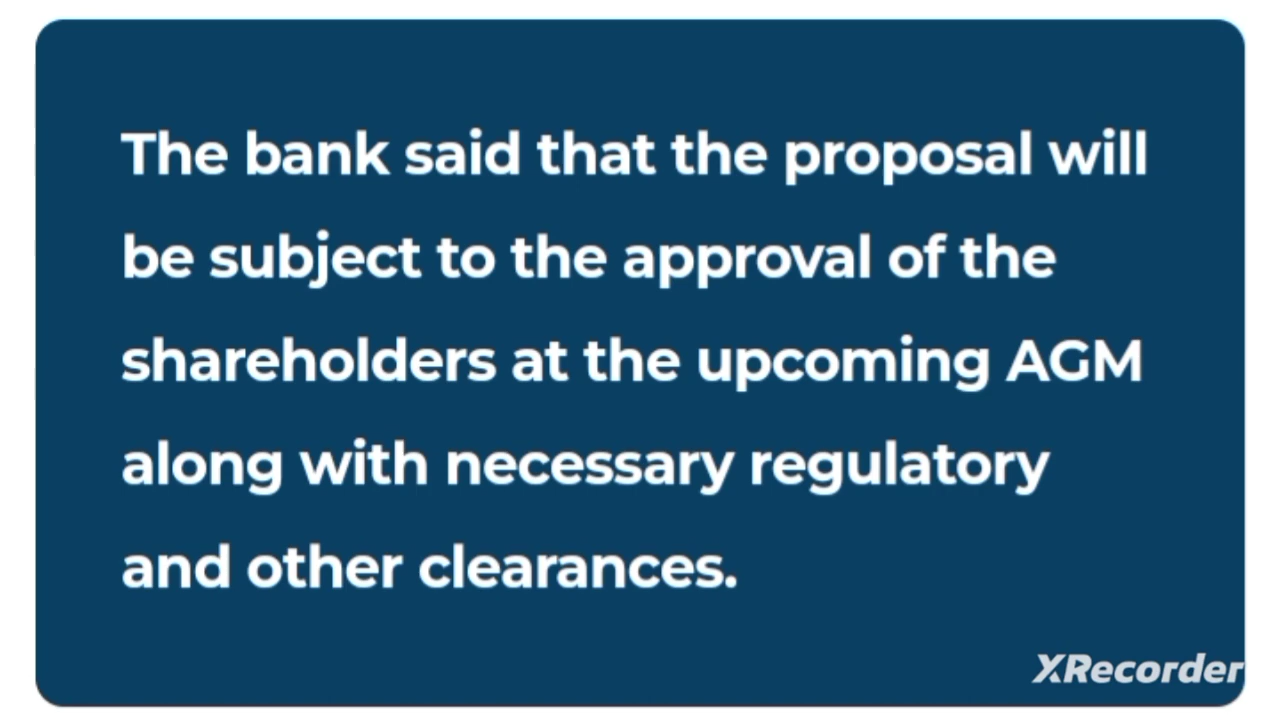 The bank said that the proposal will
be subject to the approval of the
shareholders at the upcoming AGM
along with necessary regulatory
and other clearances.
XRecorder